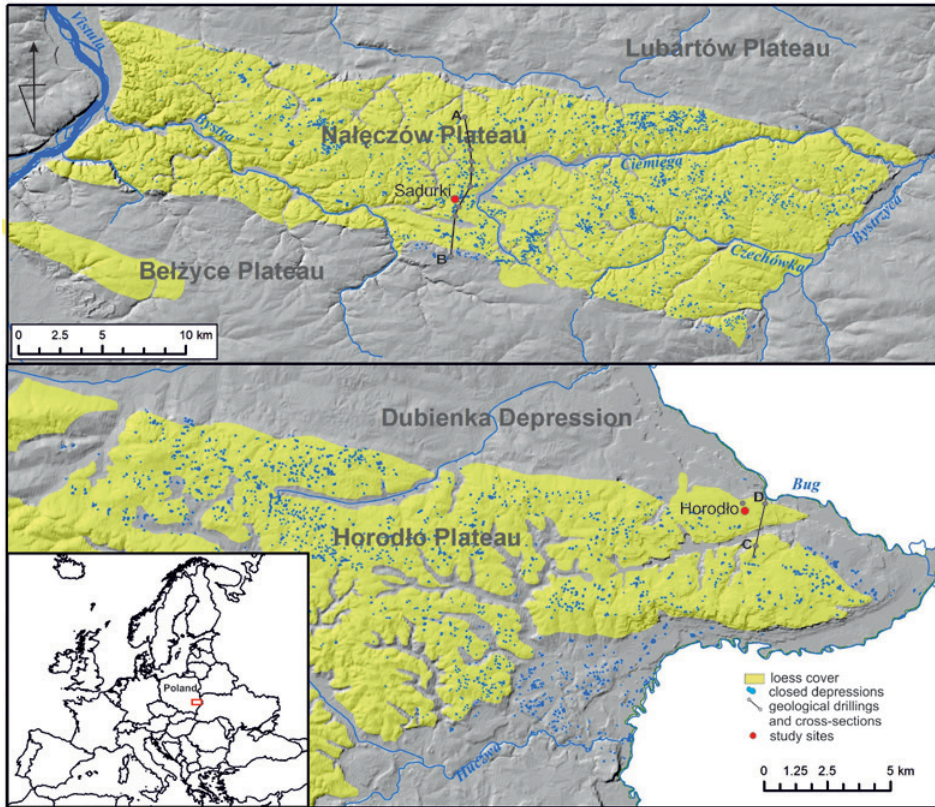 Vistula
Lubartów Plateau
A
Nałęczów Plateau
Bystra
Ciemięga
Sadurki
Bystrzyca
B
Czechówka
Bełżyce Plateau
0 2.5 5 10 km
Dubienka Depression
Bug
D
Horodło
Horodło Plateau
C
Poland
Huczwa
loess cover
closed depressions
geological drillings
and cross-sections
study sites
0 1.25 2.5 5 km